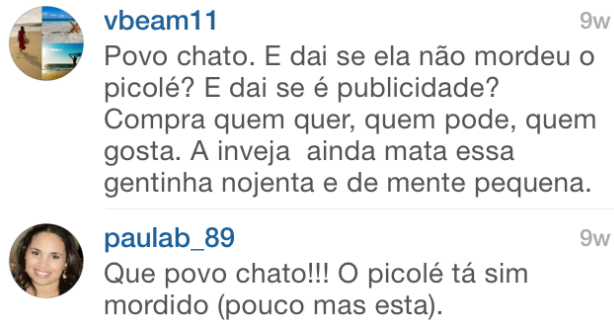 vbeam11 9w
Povo chato. E dai se ela não mordeu o
picolé? E dai se é publicidade?
Compra quem quer, quem pode, quem
gosta. A inveja  ainda mata essa
gentinha nojenta e de mente pequena.
paulab_89 9w
Que povo chato!!! O picolé tá sim
mordido (pouco mas esta).